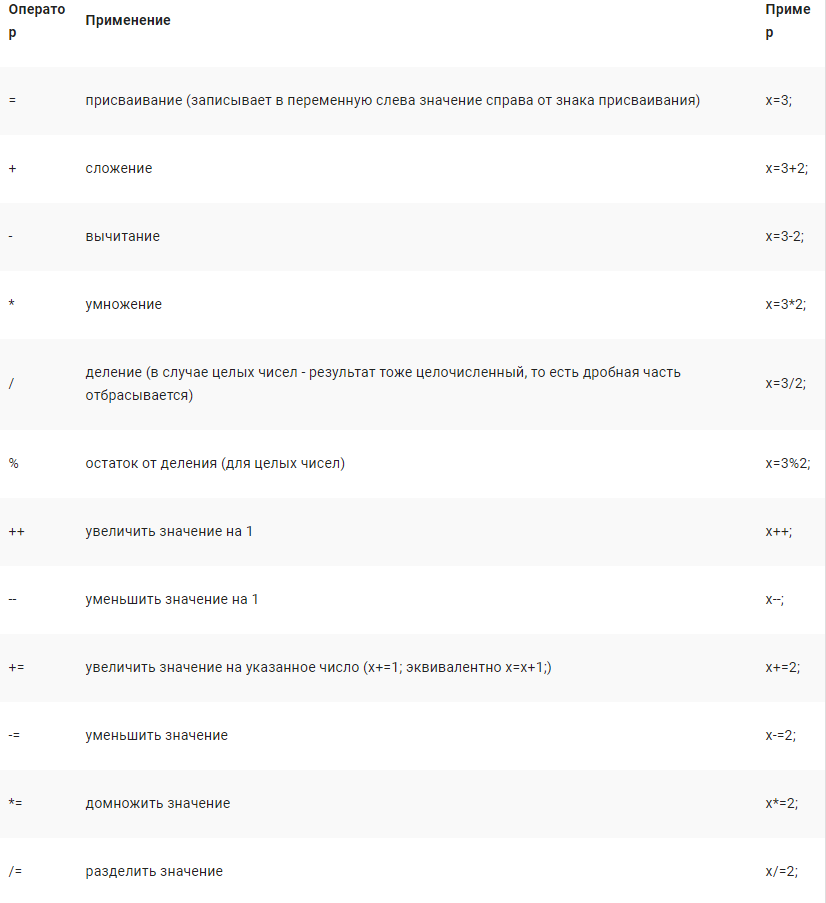 Операто
р
Применение
Приме
р
=
присваивание (записывает в переменную слева значение справа от знака присваивания)
x=3;
+
сложение
x=3+2;
-
вычитание
x=3-2;
*
умножение
x=3*2;
/
деление (в случае целых чисел - результат тоже целочисленный, то есть дробная часть
отбрасывается)
x=3/2;
%
остаток от деления (для целых чисел)
x=3%2;
++
увеличить значение на 1
x++;
--
уменьшить значение на 1
x--;
+=
увеличить значение на указанное число (x+=1; эквивалентно x=x+1;)
x+=2;
-=
уменьшить значение
x-=2;
*=
домножить значение
x*=2;
/=
разделить значение
x/=2;